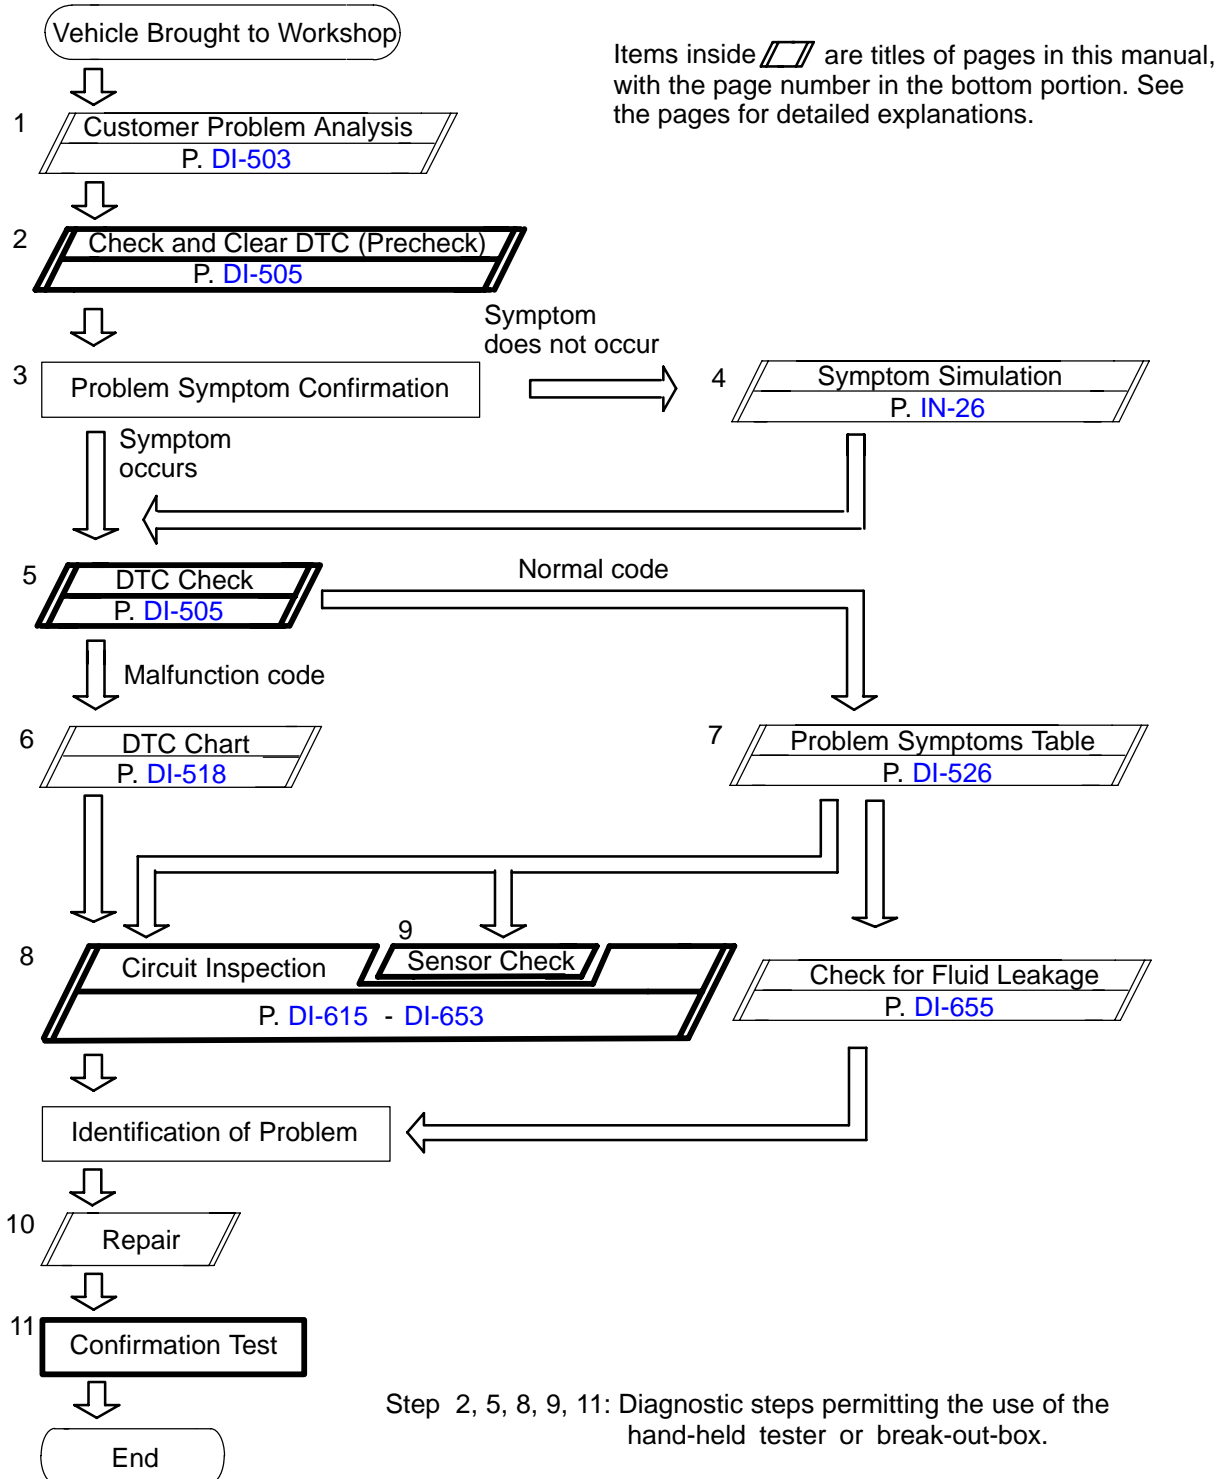 Vehicle Brought to Workshop
Items inside are titles of pages in this manual,
with the page number in the bottom portion. See
the pages for detailed explanations.
1
Customer Problem Analysis
P. DI-503
2
Check and Clear DTC (Precheck)
P. DI-505
Symptom
does not occur
3
Problem Symptom Confirmation
4
Symptom Simulation
P. IN-26
Symptom
occurs
5
DTC Check
P. DI-505
Normal code
Malfunction code
6
DTC Chart
P. DI-518
7
Problem Symptoms Table
P. DI-526
8
Circuit Inspection
9
Sensor Check
P. DI-615 - DI-653
Check for Fluid Leakage
P. DI-655
Identification of Problem
10
Repair
11
Confirmation Test
Step 2, 5, 8, 9, 11: Diagnostic steps permitting the use of the
hand-held tester or break-out-box.
End